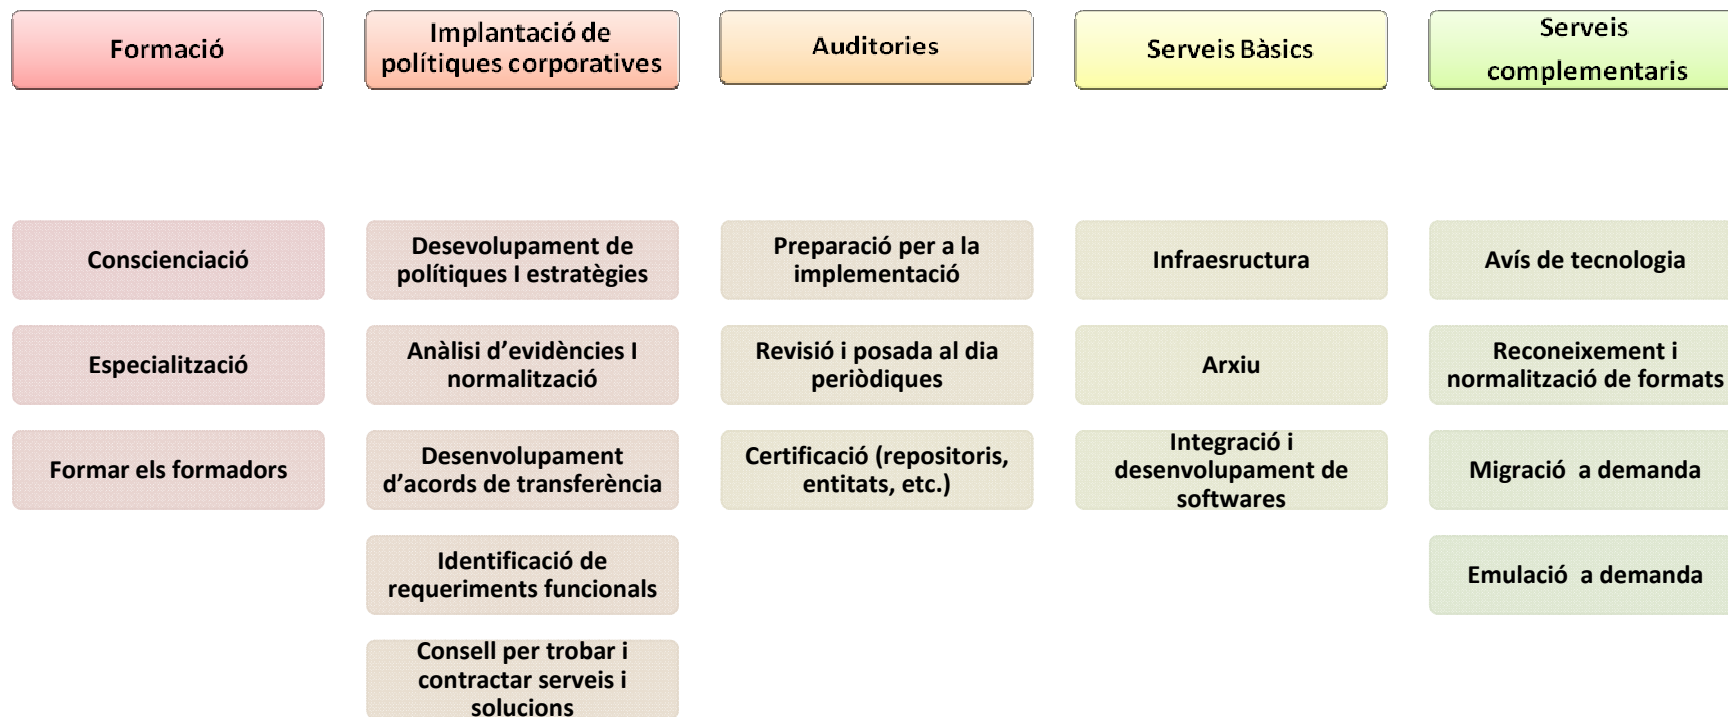 Formació
Implantació de
polítiques corporatives
Auditories
Serveis Bàsics
Serveis
complementaris
Conscienciació
Desevolupament de
polítiques I estratègies
Preparació per a la
implementació
Infraesructura
Avís de tecnologia
Especialització
Anàlisi d’evidències I
normalització
Revisió i posada al dia
periòdiques
Arxiu
Reconeixement i
normalització de formats
Formar els formadors
Desenvolupament
d’acords de transferència
Certificació (repositoris,
entitats, etc.)
Integració i
desenvolupament de
softwares
Migració  a demanda
Identificació de
requeriments funcionals
Emulació  a demanda
Consell per trobar i
contractar serveis i
solucions